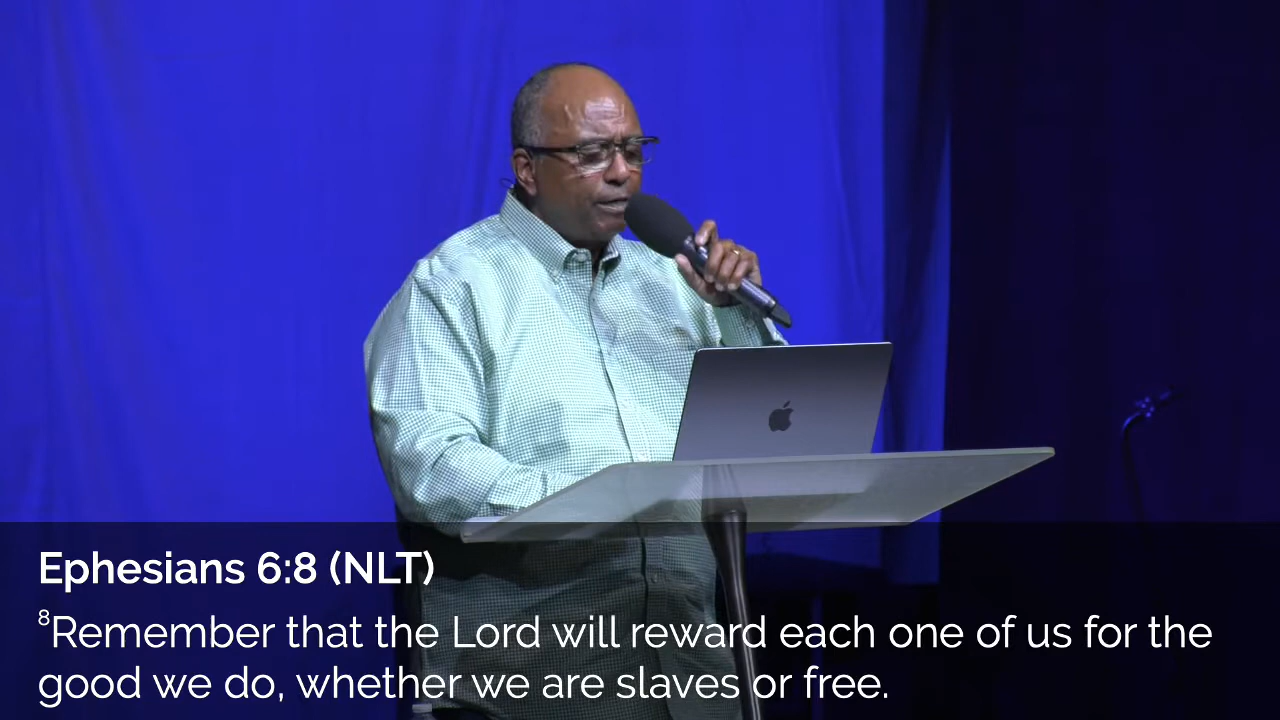 Ephesians 6:8 (NLT)
⁸Remember that the Lord will reward each one of us for the
good we do, whether we are slaves or free.